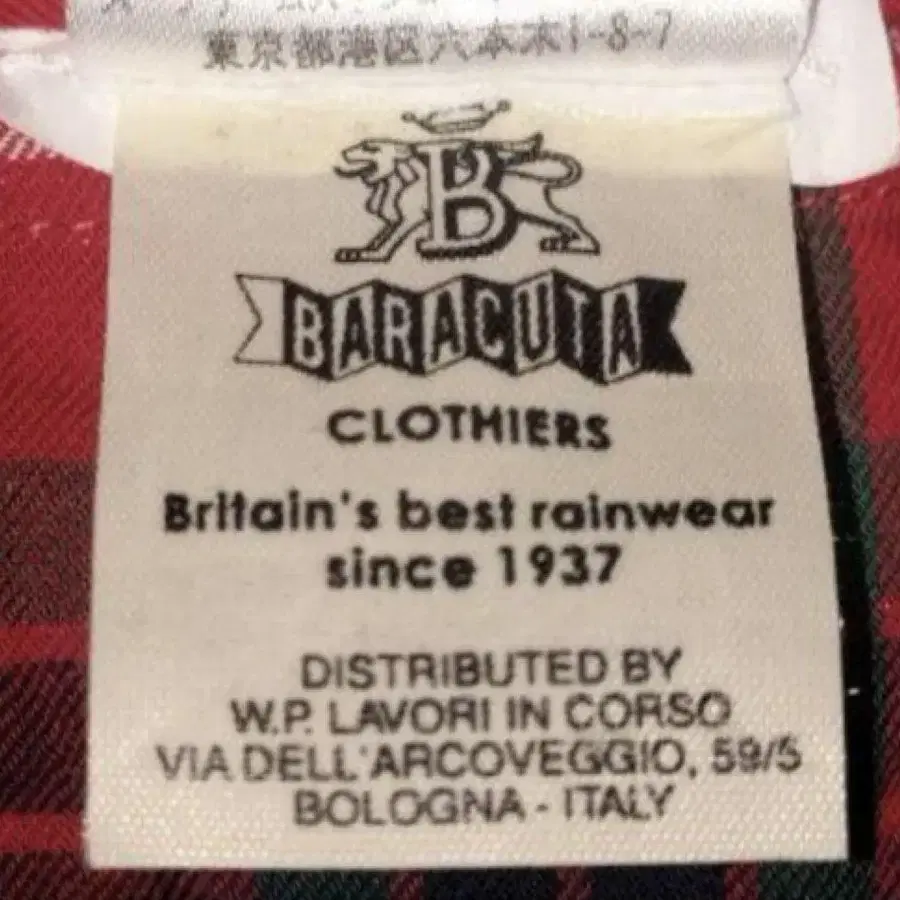 東京都港区六本木1-8-7
B
BARACUTA
CLOTHIERS
Britain's best rainwear
since 1937
DISTRIBUTED BY
W.P. LAVORI IN CORSO
VIA DELL'ARCOVEGGIO, 59/5
BOLOGNA - ITALY